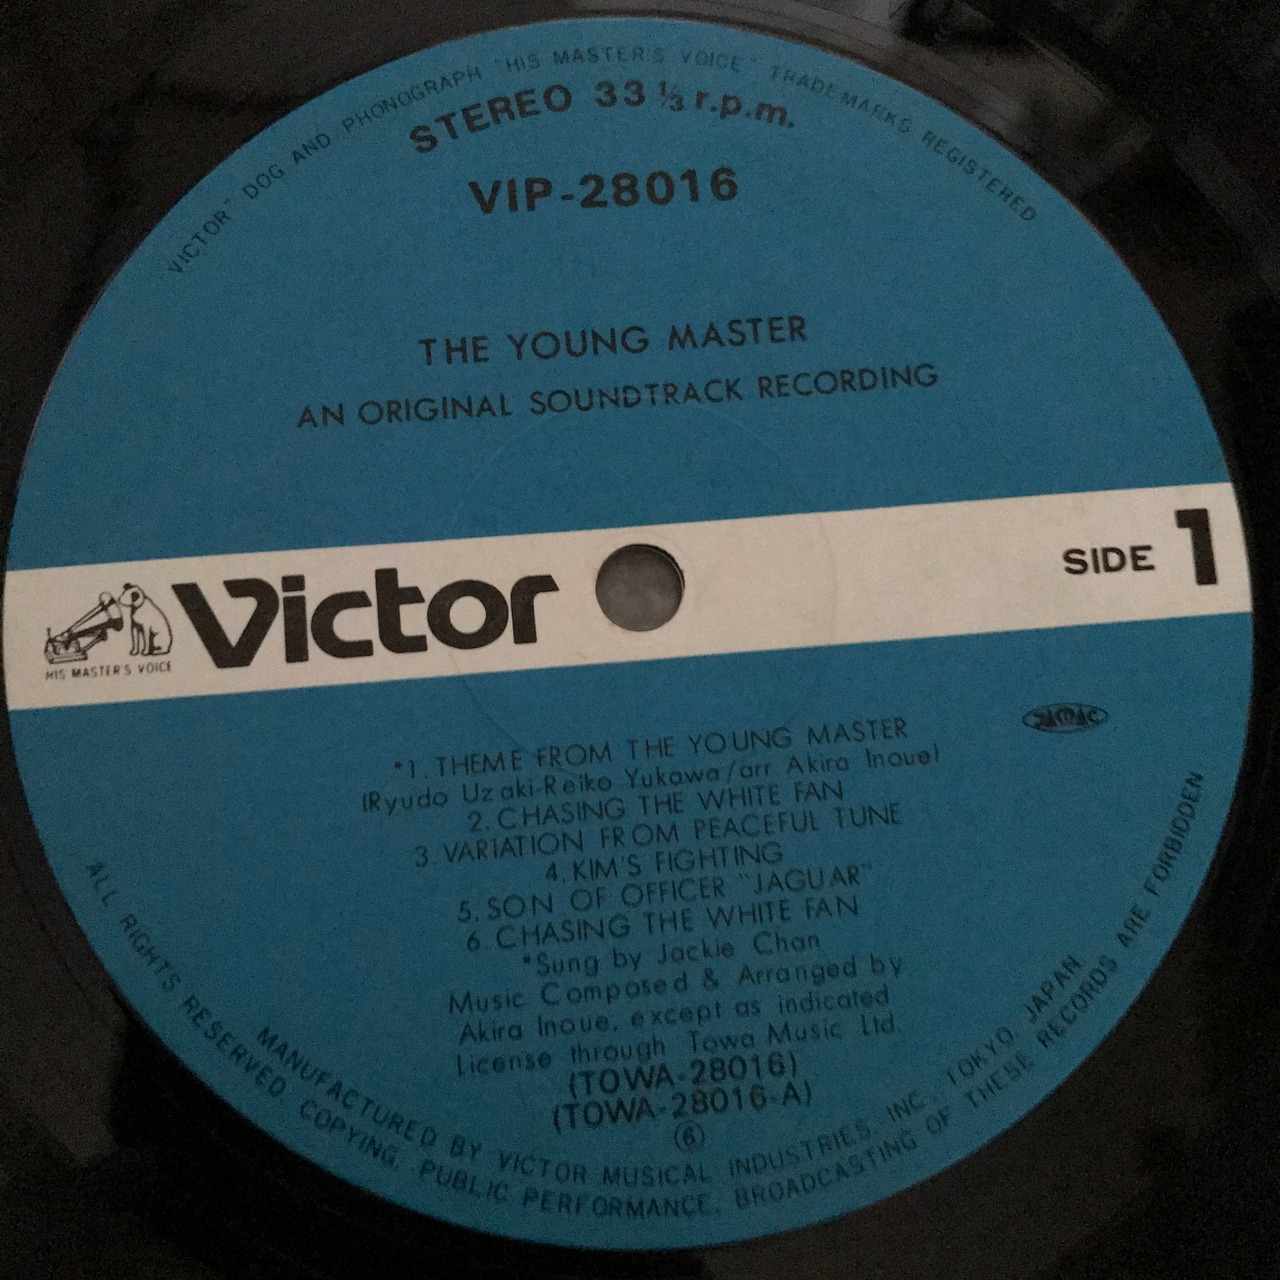 "VICTOR" DOG AND PHONOGRAPH "HIS MASTER'S VOICE" TRADEMARKS REGISTERED
STEREO 33 1/3 r.p.m.
VIP-28016
THE YOUNG MASTER
AN ORIGINAL SOUNDTRACK RECORDING
HIS MASTER'S VOICE
Victor
SIDE 1
JASRAC
*1. THEME FROM THE YOUNG MASTER
(Ryudo Uzaki-Reiko Yukawa/arr. Akira Inoue)
2. CHASING THE WHITE FAN
3. VARIATION FROM PEACEFUL TUNE
4. KIM'S FIGHTING
5. SON OF OFFICER "JAGUAR"
6. CHASING THE WHITE FAN
*Sung by Jackie Chan
Music Composed & Arranged by
Akira Inoue, except as indicated
License through Towa Music Ltd.
(TOWA-28016)
(TOWA-28016-A)
6
MANUFACTURED BY VICTOR MUSICAL INDUSTRIES, INC. TOKYO, JAPAN
ALL RIGHTS RESERVED. COPYING, PUBLIC PERFORMANCE, BROADCASTING OF THESE RECORDS ARE FORBIDDEN